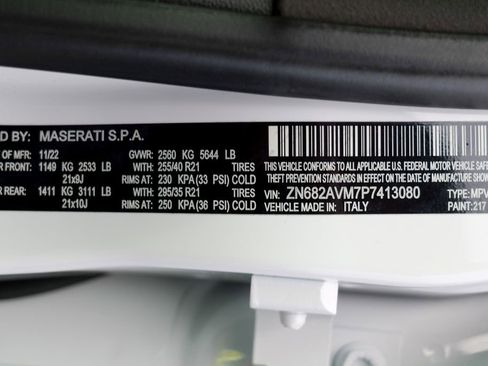 D BY: MASERATI S.P.A.
OF MFR: 11/22 GVWR: 2560 KG 5644 LB
FRONT: 1149 KG 2533 LB WITH: 255/40 R21 TIRES
21x9J RIMS AT: 230 KPA (33 PSI) COLD
REAR: 1411 KG 3111 LB WITH: 295/35 R21 TIRES
21x10J RIMS AT: 250 KPA (36 PSI) COLD
THIS VEHICLE CONFORMS TO ALL APPLICABLE U.S. FEDERAL MOTOR VEHICLE SAFE
THEFT PREVENTION STANDARDS IN EFFECT ON THE DATE OF MANUFACTURE SHOW
VIN: ZN682AVM7P7413080 TYPE: MPV
VEHICLE MADE IN: ITALY PAINT: 217